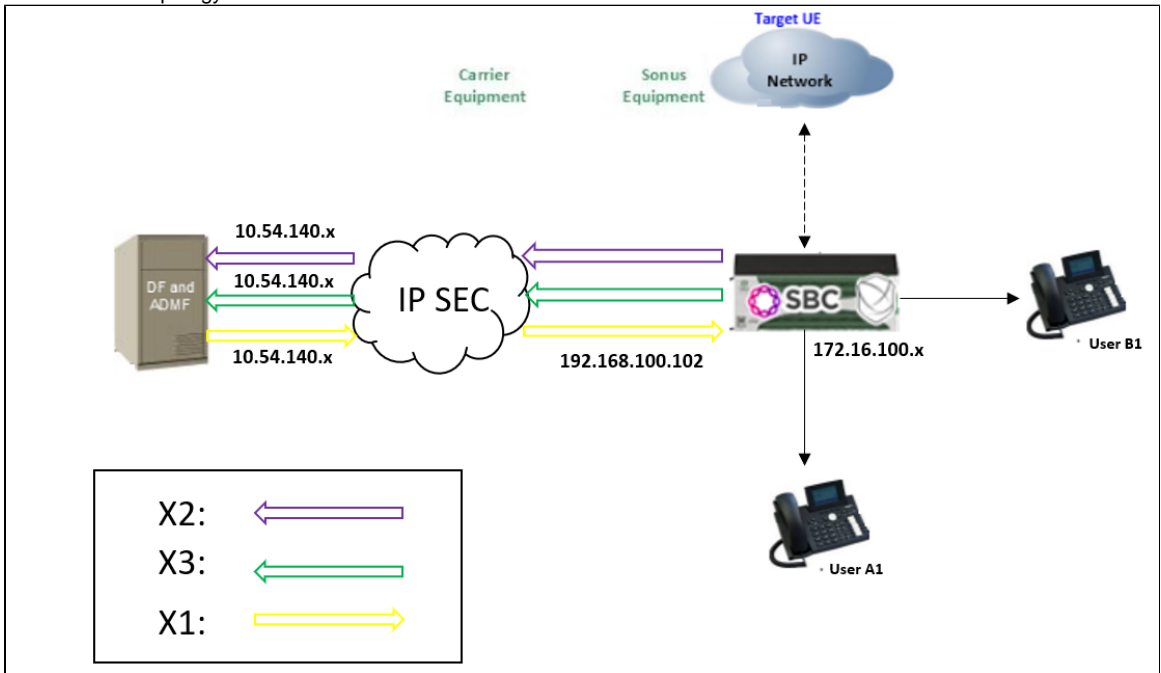 Target UE
IP
Network
Carrier
Equipment
Sonus
Equipment
10.54.140.x
DF and
ADMF
10.54.140.x
IP SEC
SBC
10.54.140.x
192.168.100.102
172.16.100.x
User B1
X2:
X3:
X1:
User A1